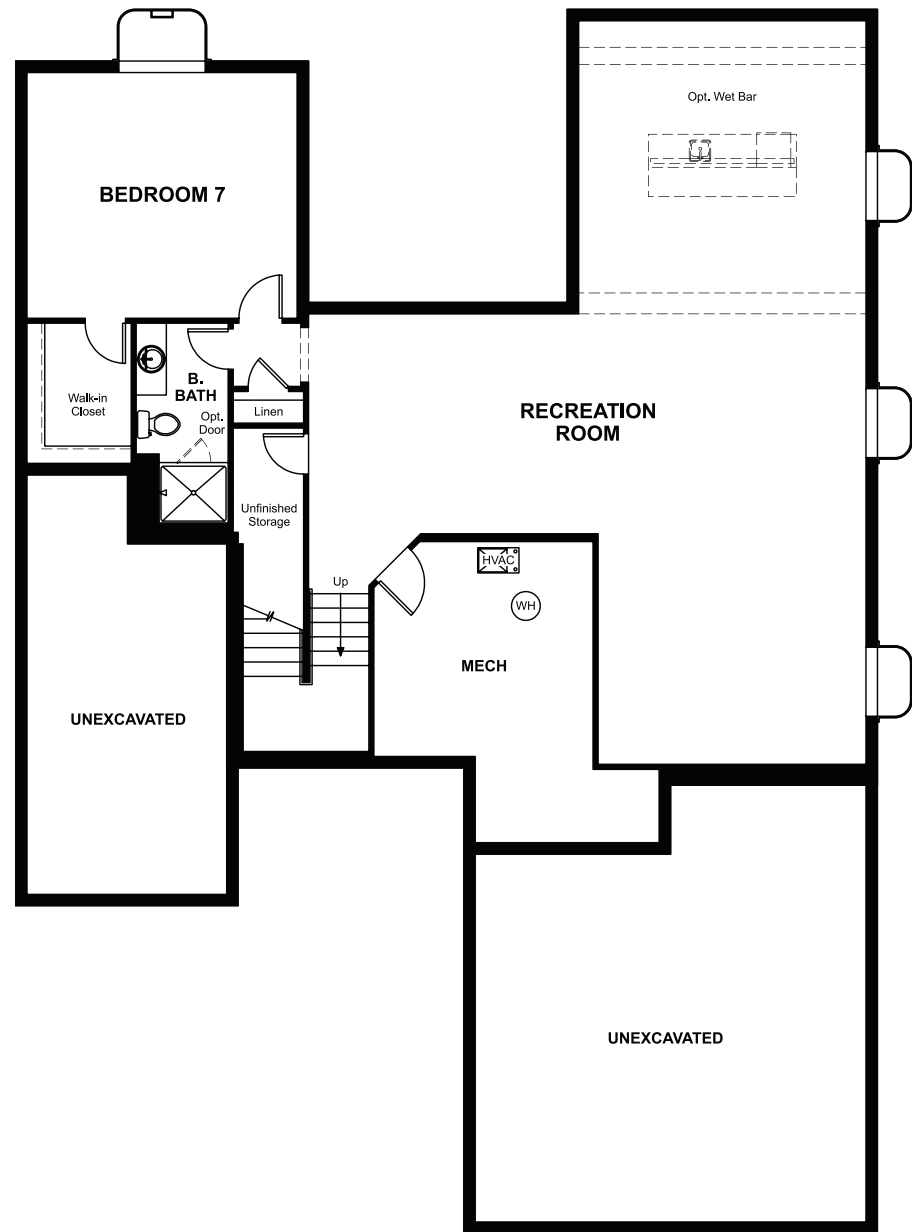 Opt. Wet Bar
BEDROOM 7
B.
BATH
Walk-in
Closet
Opt.
Door
Linen
RECREATION
ROOM
Unfinished
Storage
HVAC
Up
WH
MECH
UNEXCAVATED
UNEXCAVATED